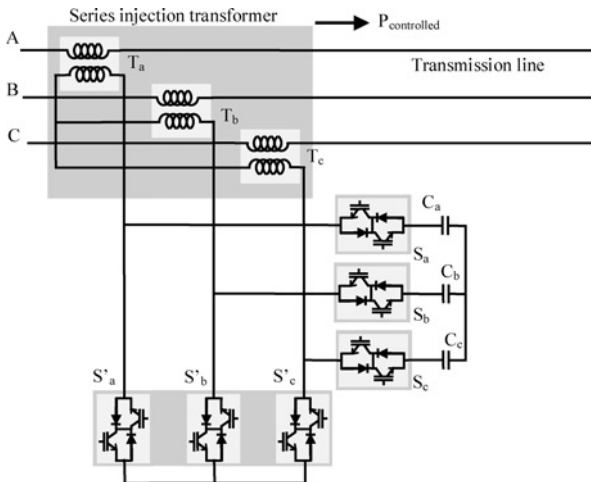 Series injection transformer
P_controlled
A
T_a
Transmission line
B
T_b
C
T_c
C_a
S_a
C_b
S_b
C_c
S_c
S'_a
S'_b
S'_c